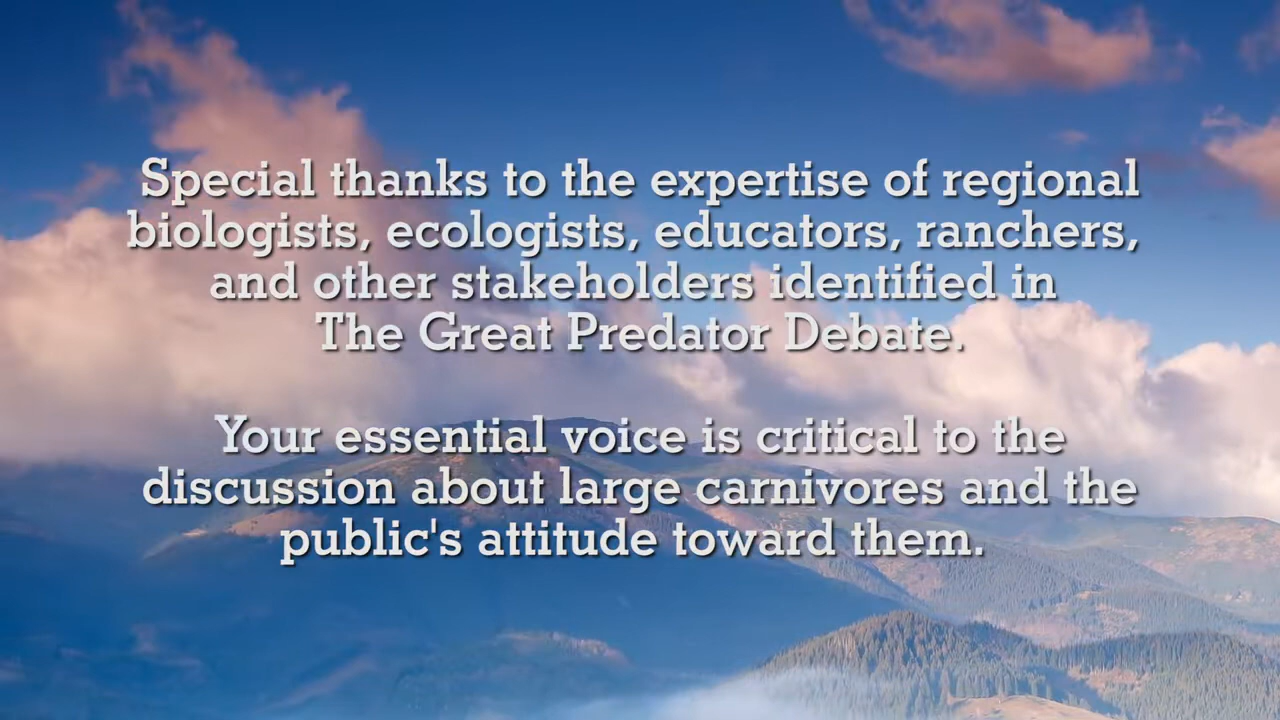 Special thanks to the expertise of regional
biologists, ecologists, educators, ranchers,
and other stakeholders identified in
The Great Predator Debate.
Your essential voice is critical to the
discussion about large carnivores and the
public's attitude toward them.